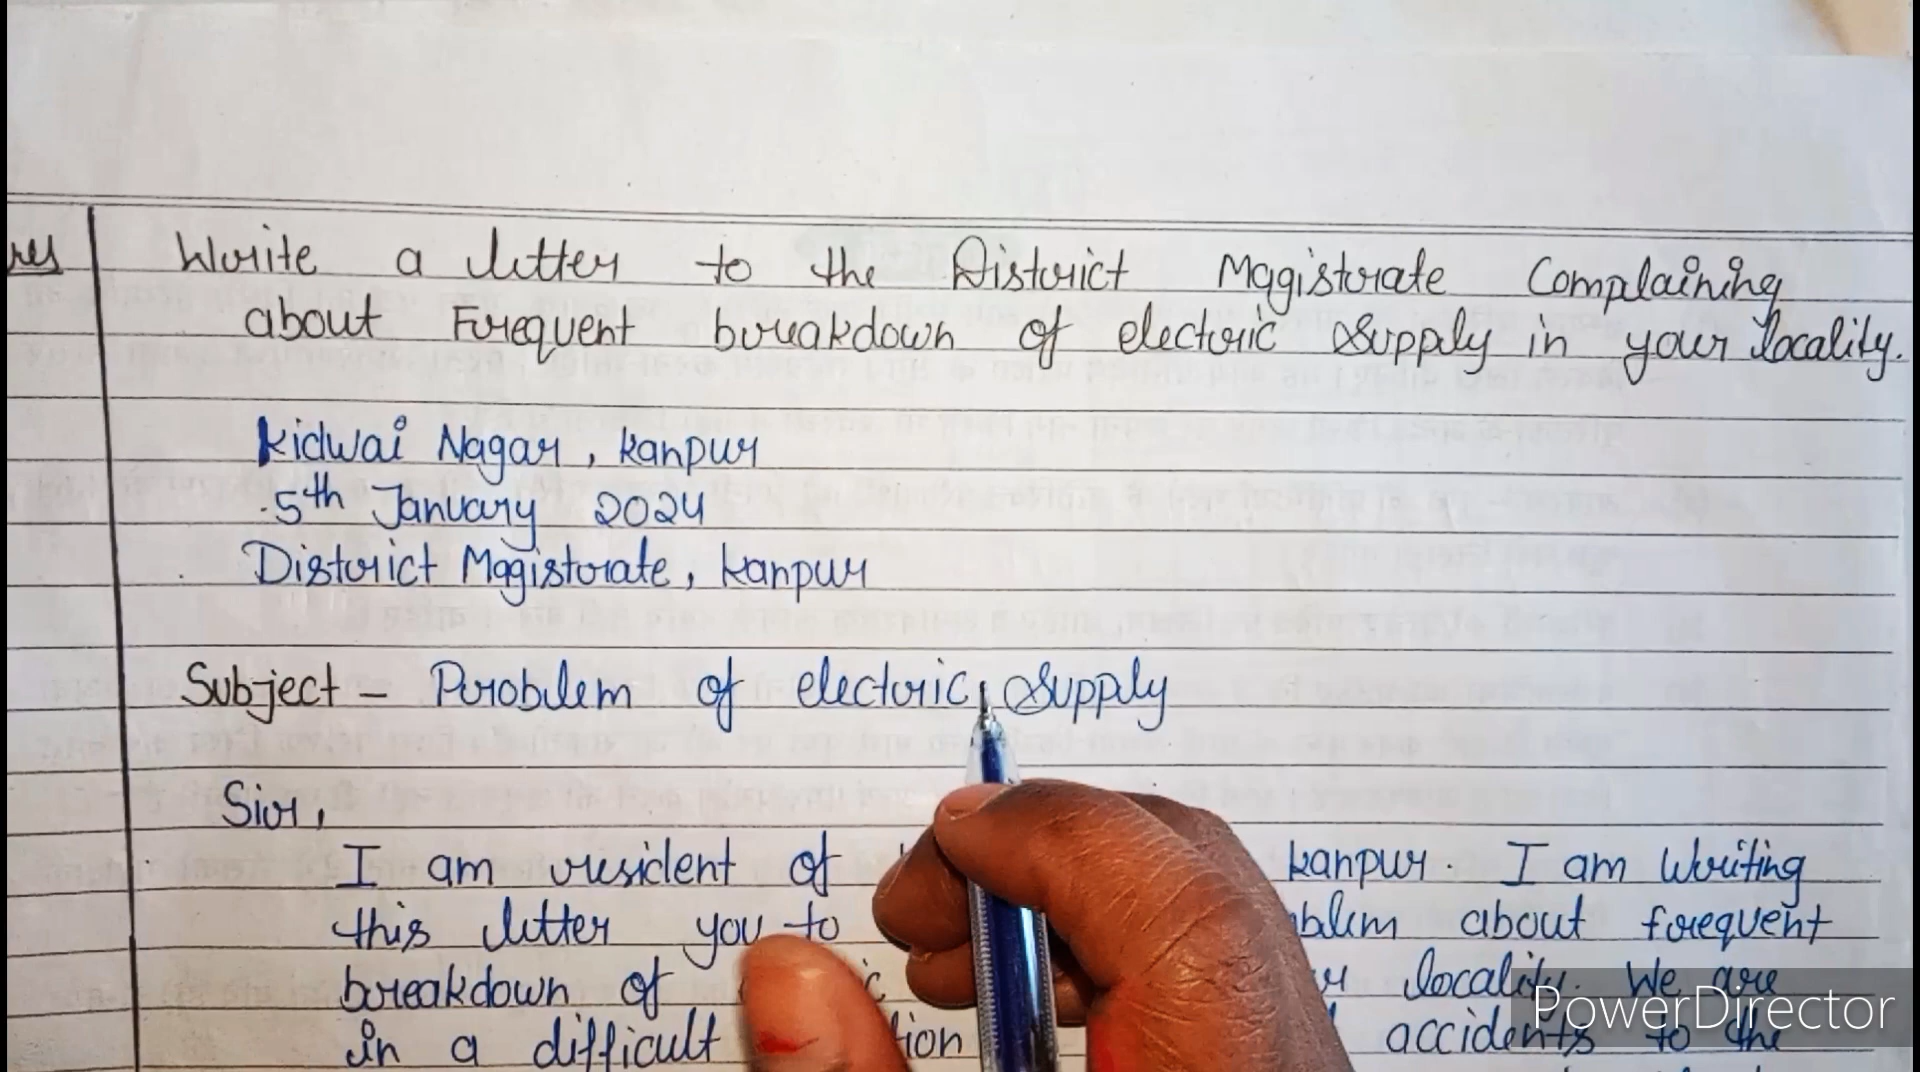 Write a letter to the District Magistrate Complaining
about Frequent breakdown of electric Supply in your locality.
Kidwai Nagar, Kanpur
5th January 2024
District Magistrate, Kanpur
Subject - Problem of electric Supply
Sir,
I am resident of Kanpur. I am Writing
this letter you to about frequent
breakdown of locality. We are
in a difficult accidents to the
PowerDirector